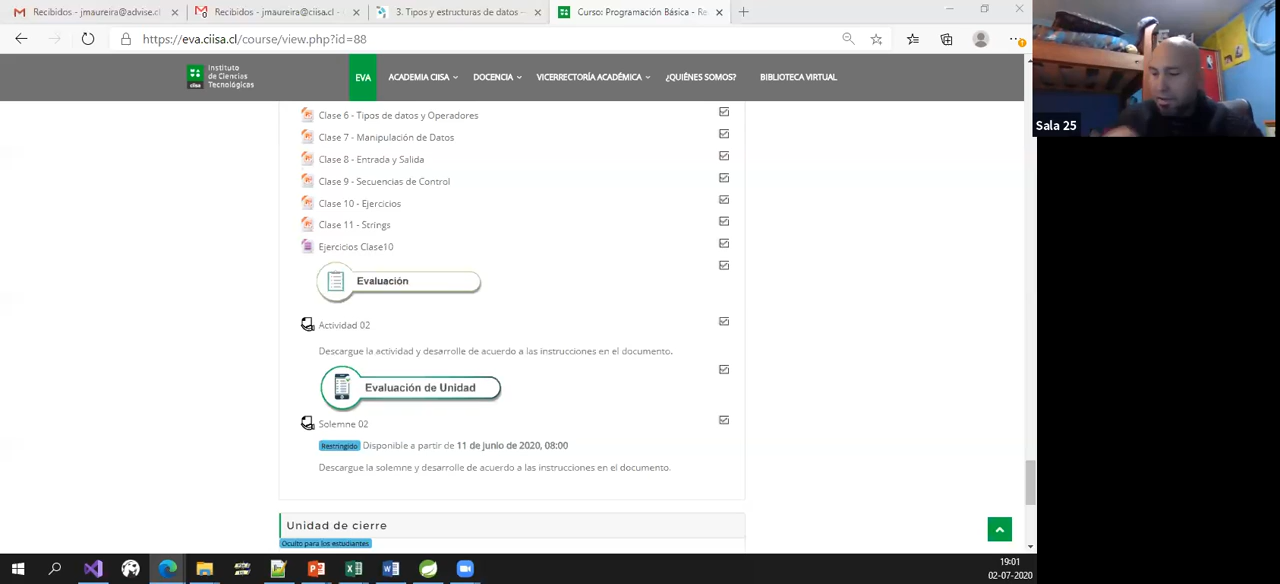 Recibidos - jmaureira@advise.cl
Recibidos - jmaureira@ciisa.cl
3. Tipos y estructuras de datos -
Curso: Programación Básica - Re
https://eva.ciisa.cl/course/view.php?id=88
Instituto
de Ciencias
Tecnológicas
ciisa
EVA
ACADEMIA CIISA
DOCENCIA
VICERRECTORÍA ACADÉMICA
¿QUIÉNES SOMOS?
BIBLIOTECA VIRTUAL
Sala 25
Clase 6 - Tipos de datos y Operadores
Clase 7 - Manipulación de Datos
Clase 8 - Entrada y Salida
Clase 9 - Secuencias de Control
Clase 10 - Ejercicios
Clase 11 - Strings
Ejercicios Clase10
Evaluación
Actividad 02
Descargue la actividad y desarrolle de acuerdo a las instrucciones en el documento.
Evaluación de Unidad
Solemne 02
Restringido Disponible a partir de 11 de junio de 2020, 08:00
Descargue la solemne y desarrolle de acuerdo a las instrucciones en el documento.
Unidad de cierre
Oculto para los estudiantes
19:01
02-07-2020